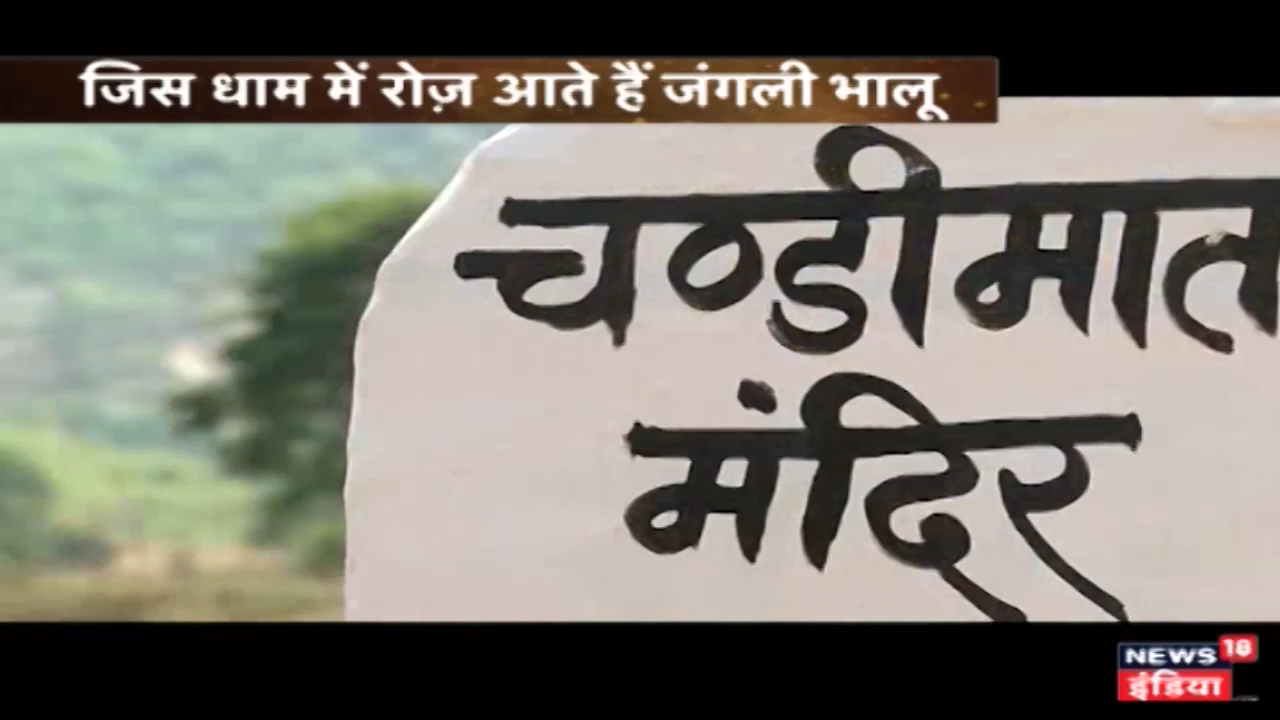 जिस धाम में रोज़ आते हैं जंगली भालू
चण्डीमात
मंदिर
NEWS 18
इंडिया